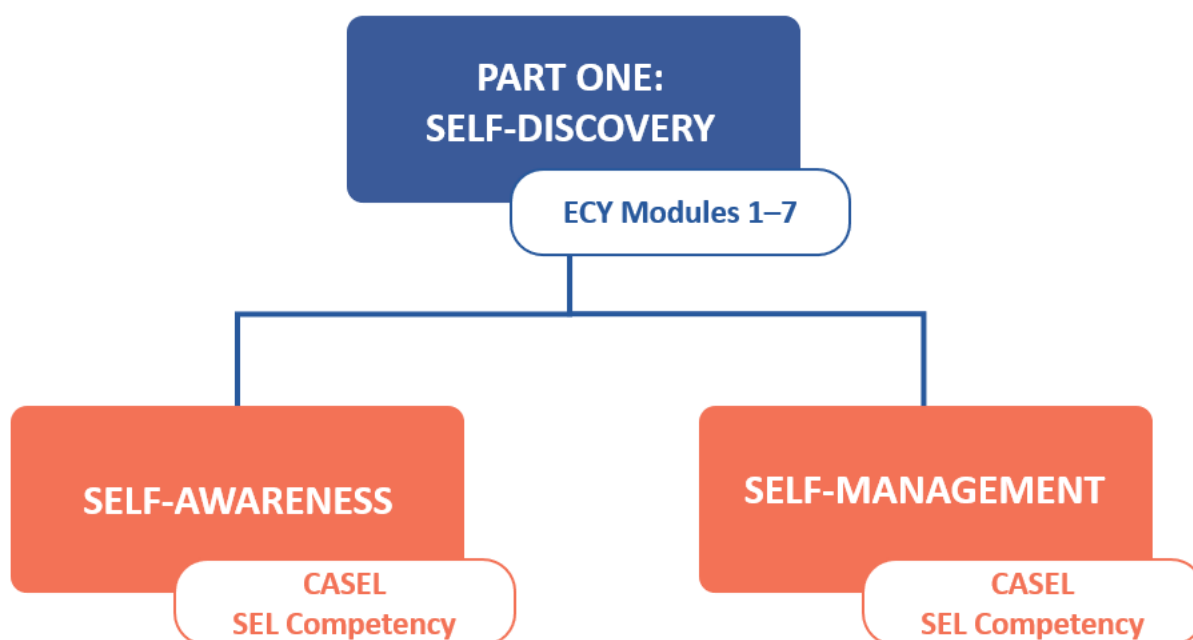 PART ONE:
SELF-DISCOVERY
ECY Modules 1–7
SELF-AWARENESS
CASEL
SEL Competency
SELF-MANAGEMENT
CASEL
SEL Competency